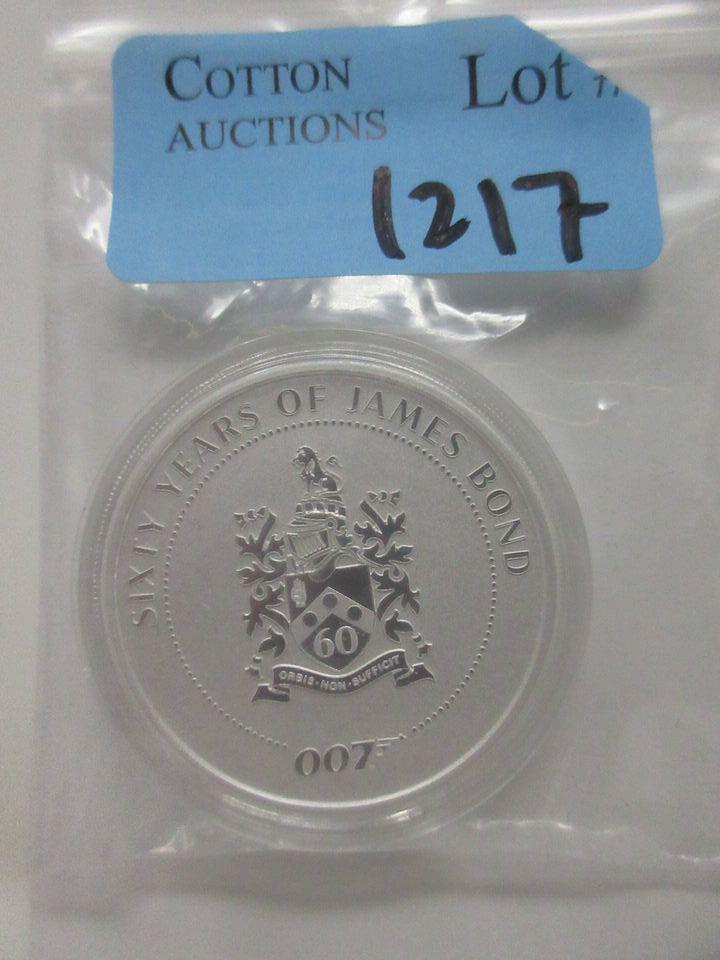 COTTON Lot #
AUCTIONS
1217
SIXTY YEARS OF JAMES BOND
60
ORBIS·NON·SUFFICIT
007